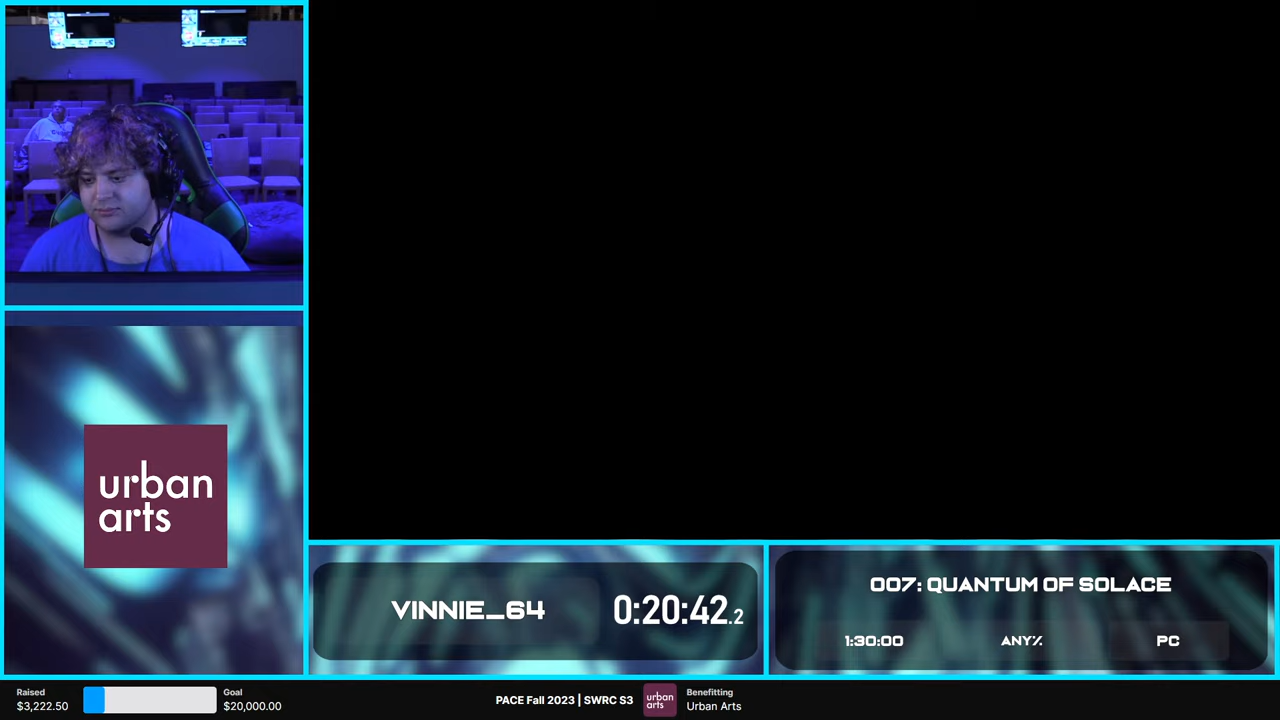 urban
arts
VINNIE_64
0:20:42.2
007: QUANTUM OF SOLACE
1:30:00
ANY%
PC
Raised
$3,222.50
Goal
$20,000.00
PACE Fall 2023 | SWRC S3
urban
arts
Benefitting
Urban Arts